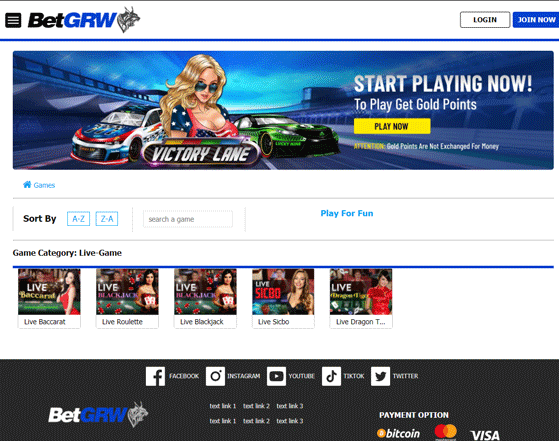 BetGRW
LOGIN
JOIN NOW
START PLAYING NOW!
To Play Get Gold Points
PLAY NOW
ATTENTION: Gold Points Are Not Exchanged For Money
VICTORY LANE
LUCKY NINE
Games
Sort By
A-Z
Z-A
search a game
Play For Fun
Game Category: Live-Game
LIVE
Baccarat
LIVE
BLACKJACK
LIVE
BLACKJACK
LIVE
SICBO
LIVE
Dragon Tiger
Live Baccarat
Live Roulette
Live Blackjack
Live Sicbo
Live Dragon T...
FACEBOOK
INSTAGRAM
YOUTUBE
TIKTOK
TWITTER
BetGRW
text link 1 text link 2 text link 3
text link 1 text link 2 text link 3
PAYMENT OPTION
bitcoin
mastercard
VISA